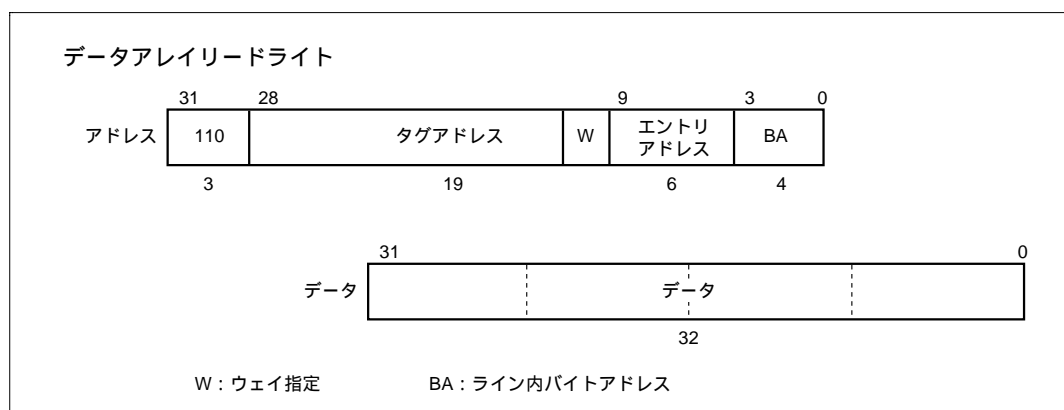 データアレイリードライト
31 28 9 3 0
アドレス 110 タグアドレス W エントリ アドレス BA
3 19 6 4
31 0
データ データ
32
W：ウェイ指定 BA：ライン内バイトアドレス